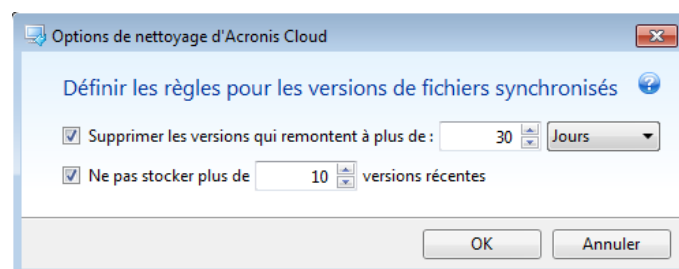 Options de nettoyage d'Acronis Cloud
Définir les règles pour les versions de fichiers synchronisés
Supprimer les versions qui remontent à plus de : 30 Jours
Ne pas stocker plus de 10 versions récentes
OK Annuler